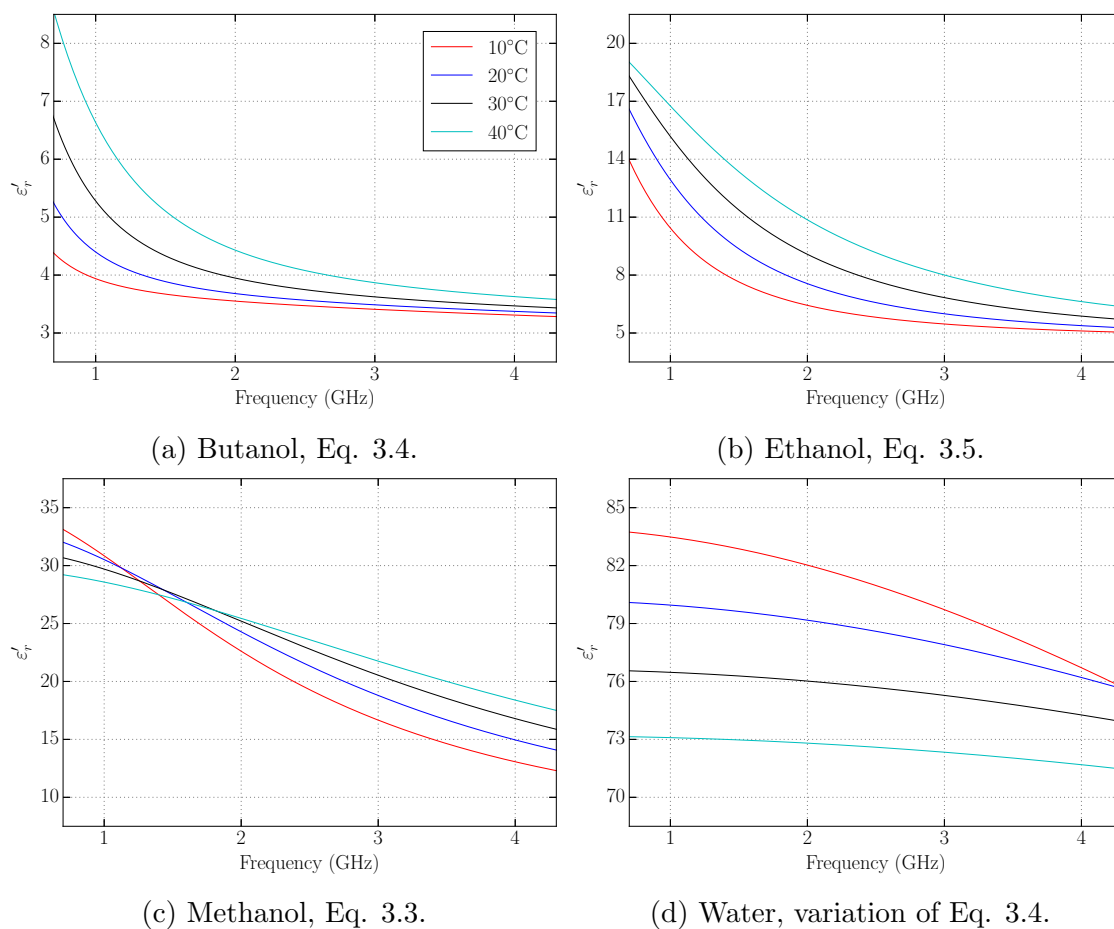 8
7
6
5
4
3
ε′r
1 2 3 4
Frequency (GHz)
10°C
20°C
30°C
40°C
(a) Butanol, Eq. 3.4.
20
17
14
11
8
5
ε′r
1 2 3 4
Frequency (GHz)
(b) Ethanol, Eq. 3.5.
35
30
25
20
15
10
ε′r
1 2 3 4
Frequency (GHz)
(c) Methanol, Eq. 3.3.
85
82
79
76
73
70
ε′r
1 2 3 4
Frequency (GHz)
(d) Water, variation of Eq. 3.4.